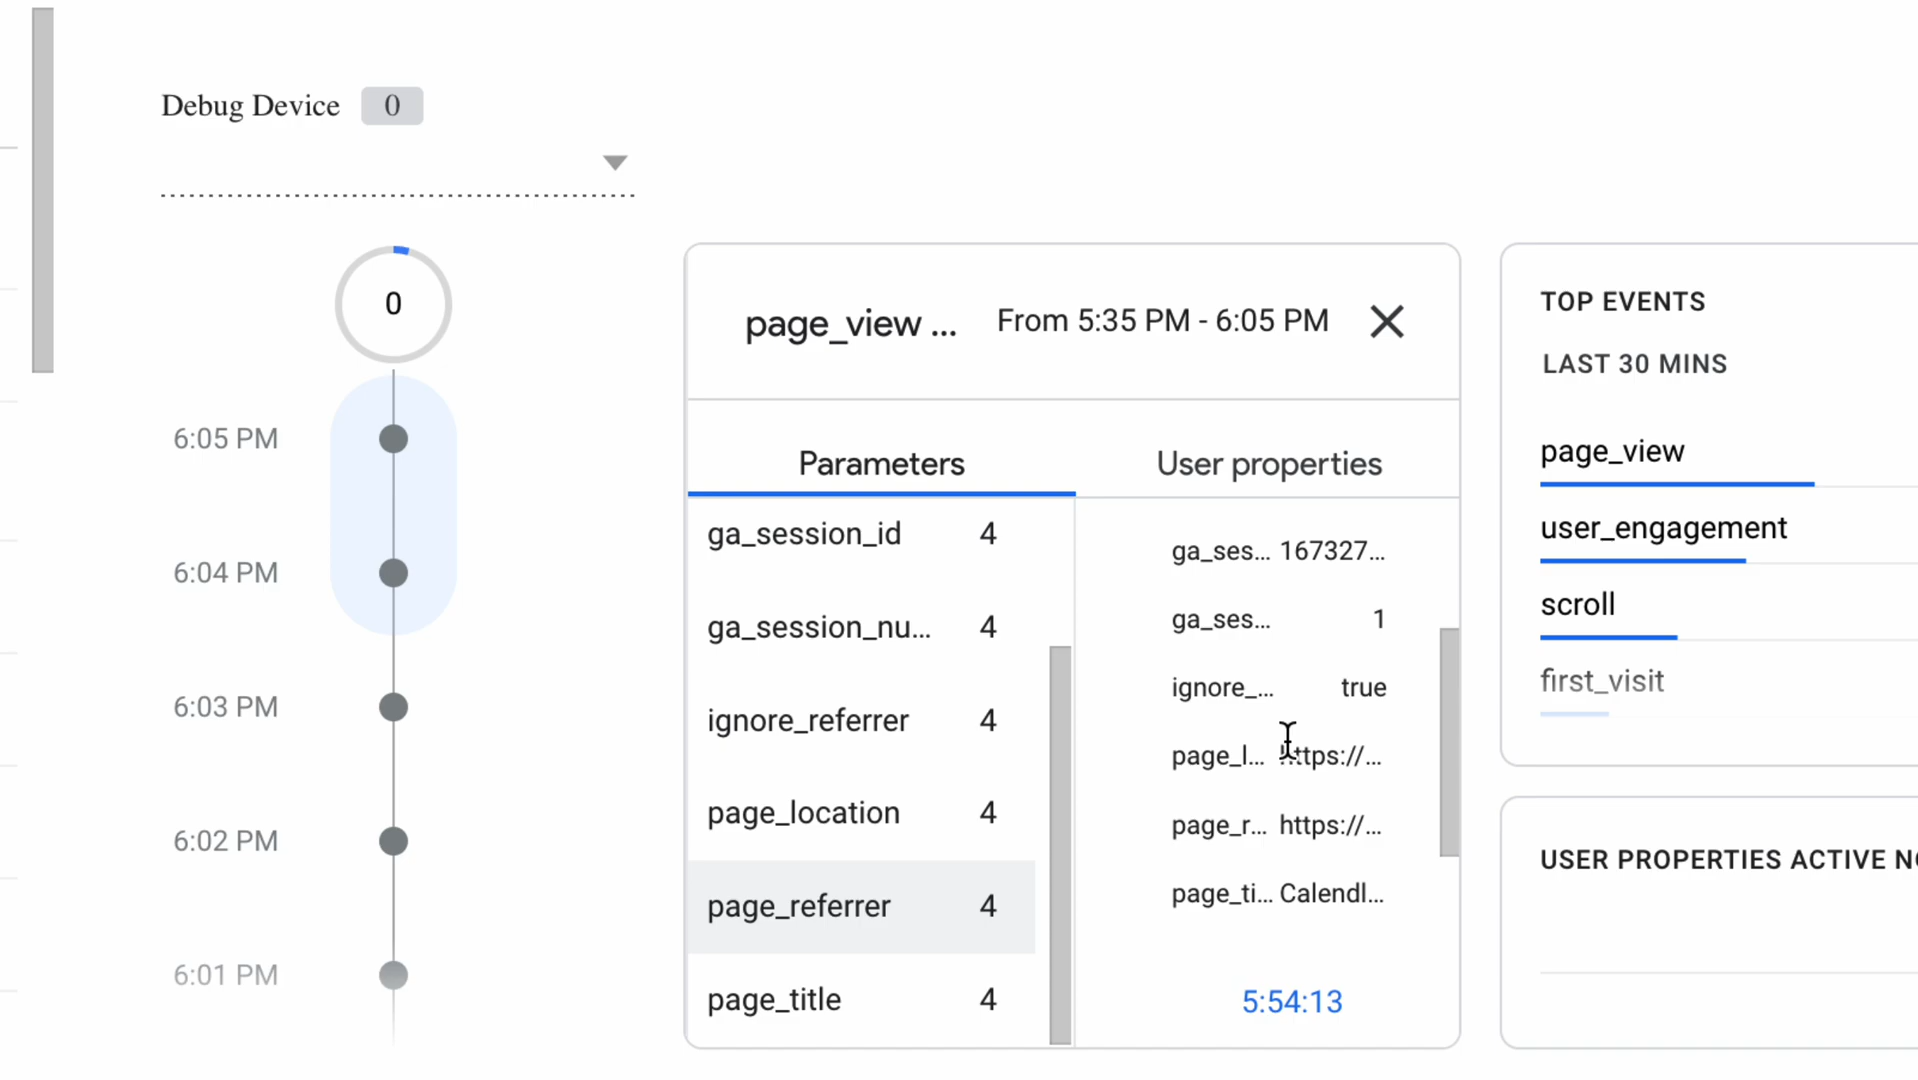 Debug Device 0
0
6:05 PM
6:04 PM
6:03 PM
6:02 PM
6:01 PM
page_view ... From 5:35 PM - 6:05 PM
Parameters User properties
ga_session_id 4
ga_session_nu... 4
ignore_referrer 4
page_location 4
page_referrer 4
page_title 4
ga_ses... 167327...
ga_ses... 1
ignore_... true
page_l... https://...
page_r... https://...
page_ti... Calendl...
5:54:13
TOP EVENTS
LAST 30 MINS
page_view
user_engagement
scroll
first_visit
USER PROPERTIES ACTIVE N